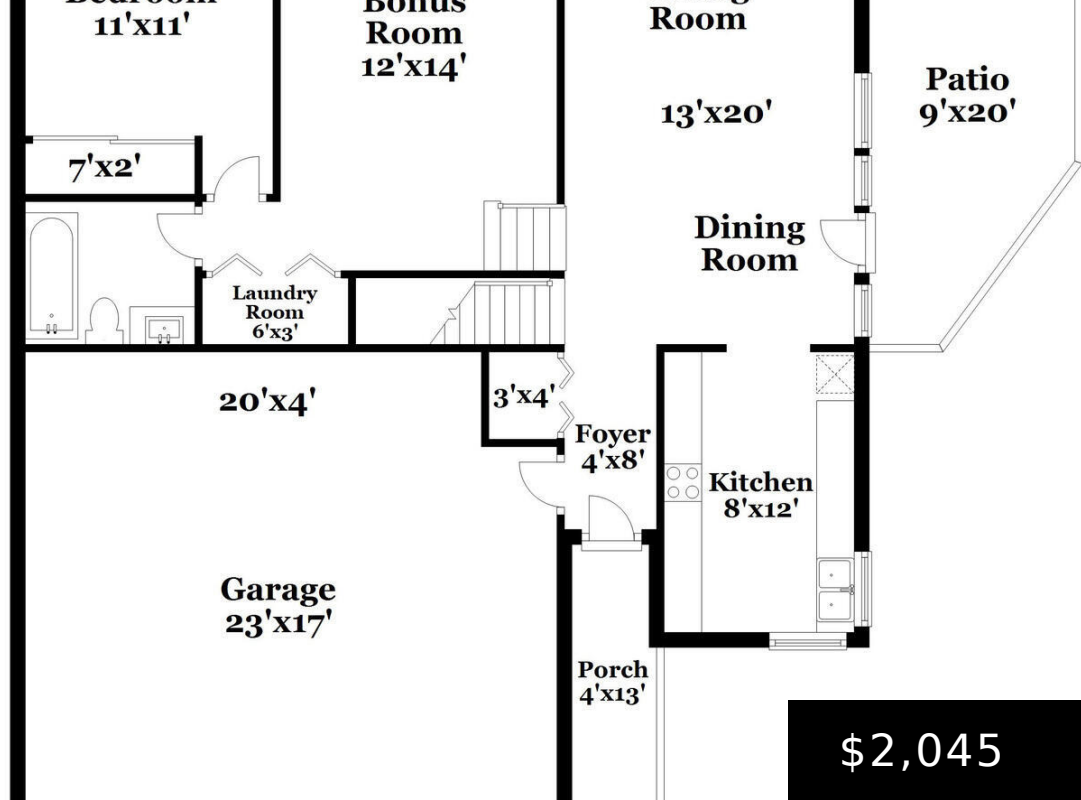 11'x11'
Bonus
Room
12'x14'
Room
13'x20'
Patio
9'x20'
7'x2'
Dining
Room
Laundry
Room
6'x3'
20'x4'
3'x4'
Foyer
4'x8'
Kitchen
8'x12'
Garage
23'x17'
Porch
4'x13'
$2,045